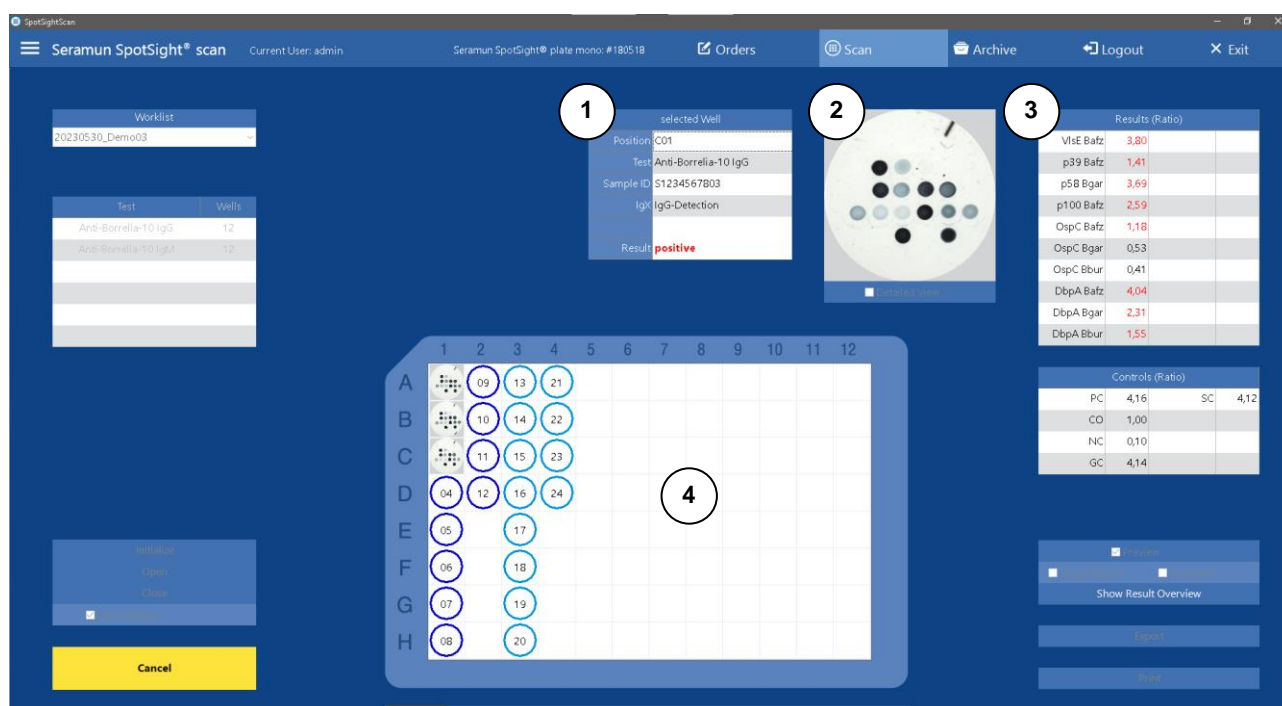 SpotSightScan
Seramun SpotSight® scan Current User: admin Seramun SpotSight® plate mono: #180518 Orders Scan Archive Logout Exit
1 2 3
Worklist
20230530_Demo03
Test Wells
Anti-Borrelia-10 IgG 12
Anti-Borrelia-10 IgM 12
selected Well
Position C01
Test Anti-Borrelia-10 IgG
Sample ID S1234567803
IgX IgG-Detection
Result positive
Detailed View
Results (Ratio)
VlsE Bafz 3,80
p39 Bafz 1,41
p58 Bgar 3,69
p100 Bafz 2,59
OspC Bafz 1,18
OspC Bgar 0,53
OspC Bbur 0,41
DbpA Bafz 4,04
DbpA Bgar 2,31
DbpA Bbur 1,55
Controls (Ratio)
PC 4,16 SC 4,12
CO 1,00
NC 0,10
GC 4,14
1 2 3 4 5 6 7 8 9 10 11 12
A 09 13 21
B 10 14 22
C 11 15 23
D 04 12 16 24
4
E 05 17
F 06 18
G 07 19
H 08 20
Initialize
Open
Close
Cancel
Preview
Show Result Overview
Export
Print